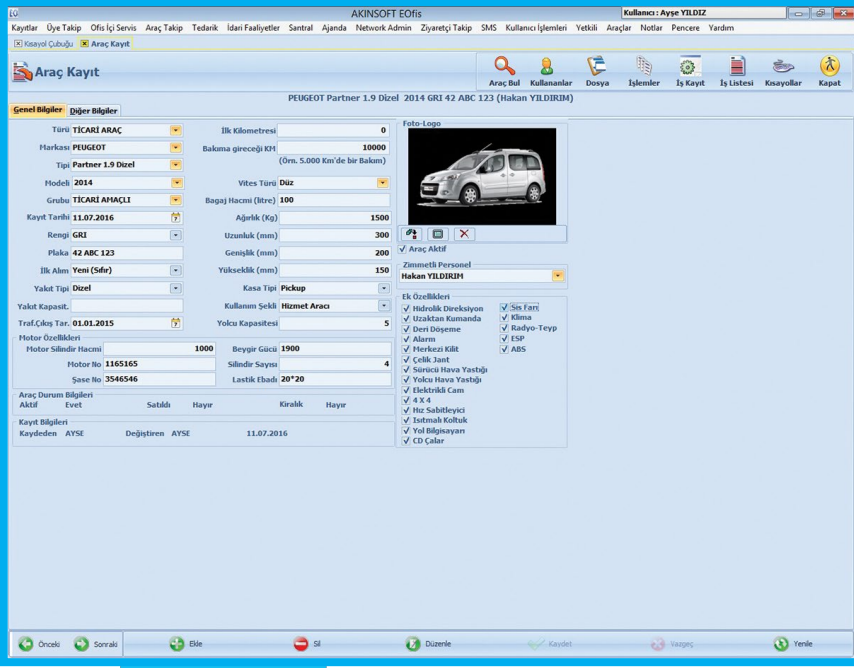 AKINSOFT EOfis
Kullanıcı : Ayşe YILDIZ
Kayıtlar Üye Takip Ofis İçi Servis Araç Takip Tedarik İdari Faaliyetler Santral Ajanda Network Admin Ziyaretçi Takip SMS Kullanıcı İşlemleri Yetkili Araçlar Notlar Pencere Yardım
Kısayol Çubuğu Araç Kayıt
Araç Kayıt
Araç Bul Kullananlar Dosya İşlemler İş Kayıt İş Listesi Kısayollar Kapat
PEUGEOT Partner 1.9 Dizel 2014 GRI 42 ABC 123 (Hakan YILDIRIM)
Genel Bilgiler Diğer Bilgiler
Türü TİCARİ ARAÇ
Markası PEUGEOT
Tipi Partner 1.9 Dizel
Modeli 2014
Grubu TİCARİ AMAÇLI
Kayıt Tarihi 11.07.2016
Rengi GRI
Plaka 42 ABC 123
İlk Alım Yeni (Sıfır)
Yakıt Tipi Dizel
Yakıt Kapasit.
Traf.Çıkış Tar. 01.01.2015
İlk Kilometresi 0
Bakıma gireceği KM 10000
(Örn. 5.000 Km'de bir Bakım)
Vites Türü Düz
Bagaj Hacmi (litre) 100
Ağırlık (Kg) 1500
Uzunluk (mm) 300
Genişlik (mm) 200
Yükseklik (mm) 150
Kasa Tipi Pickup
Kullanım Şekli Hizmet Aracı
Yolcu Kapasitesi 5
Motor Özellikleri
Motor Silindir Hacmi 1000 Beygir Gücü 1900
Motor No 1165165 Silindir Sayısı 4
Şase No 3546546 Lastik Ebadı 20*20
Araç Durum Bilgileri
Aktif Evet Satıldı Hayır Kiralık Hayır
Kayıt Bilgileri
Kaydeden AYSE Değiştiren AYSE 11.07.2016
Foto-Logo
Araç Aktif
Zimmetli Personel
Hakan YILDIRIM
Ek Özellikleri
Hidrolik Direksiyon
Uzaktan Kumanda
Deri Döşeme
Alarm
Merkezi Kilit
Çelik Jant
Sürücü Hava Yastığı
Yolcu Hava Yastığı
Elektrikli Cam
4 X 4
Hız Sabitleyici
Isıtmalı Koltuk
Yol Bilgisayarı
CD Çalar
Sis Farı
Klima
Radyo-Teyp
ESP
ABS
Önceki Sonraki Ekle Sil Düzenle Kaydet Vazgeç Yenile